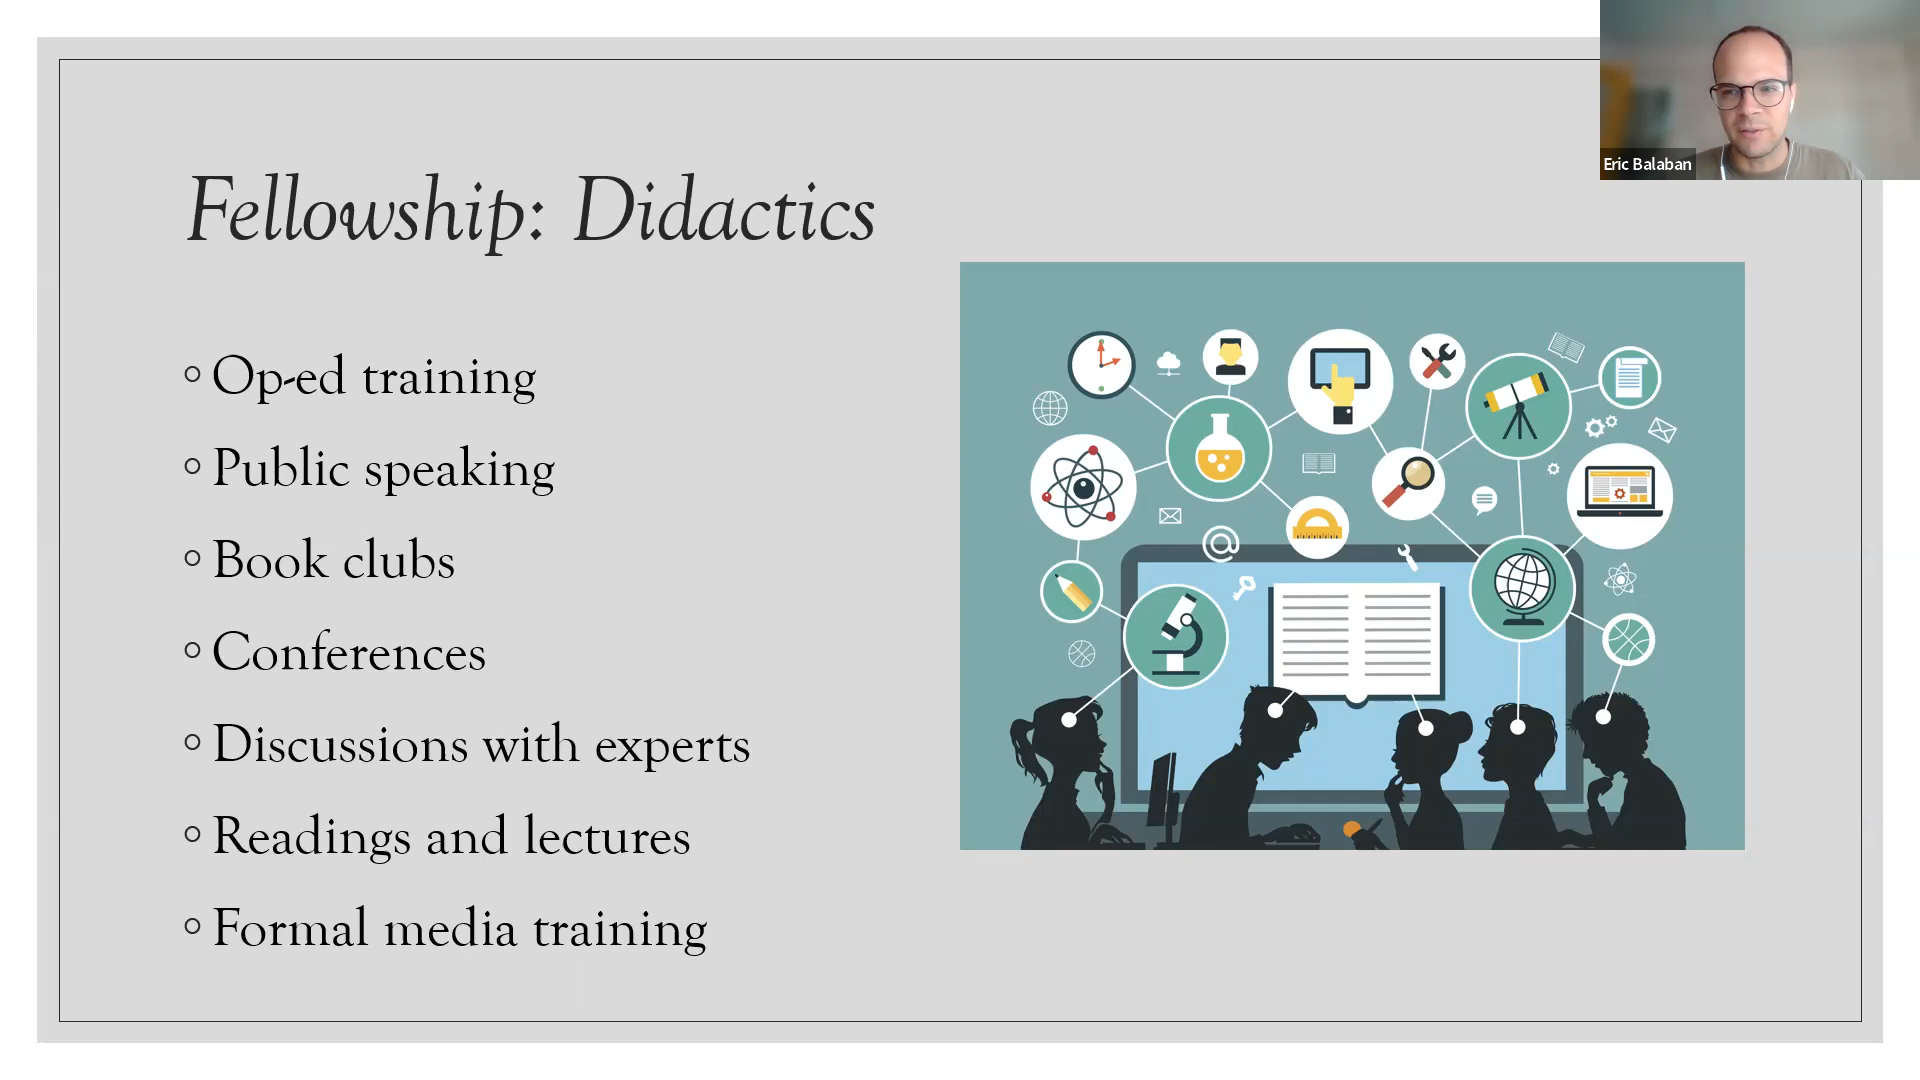 Eric Balaban
Fellowship: Didactics
Op-ed training
Public speaking
Book clubs
Conferences
Discussions with experts
Readings and lectures
Formal media training